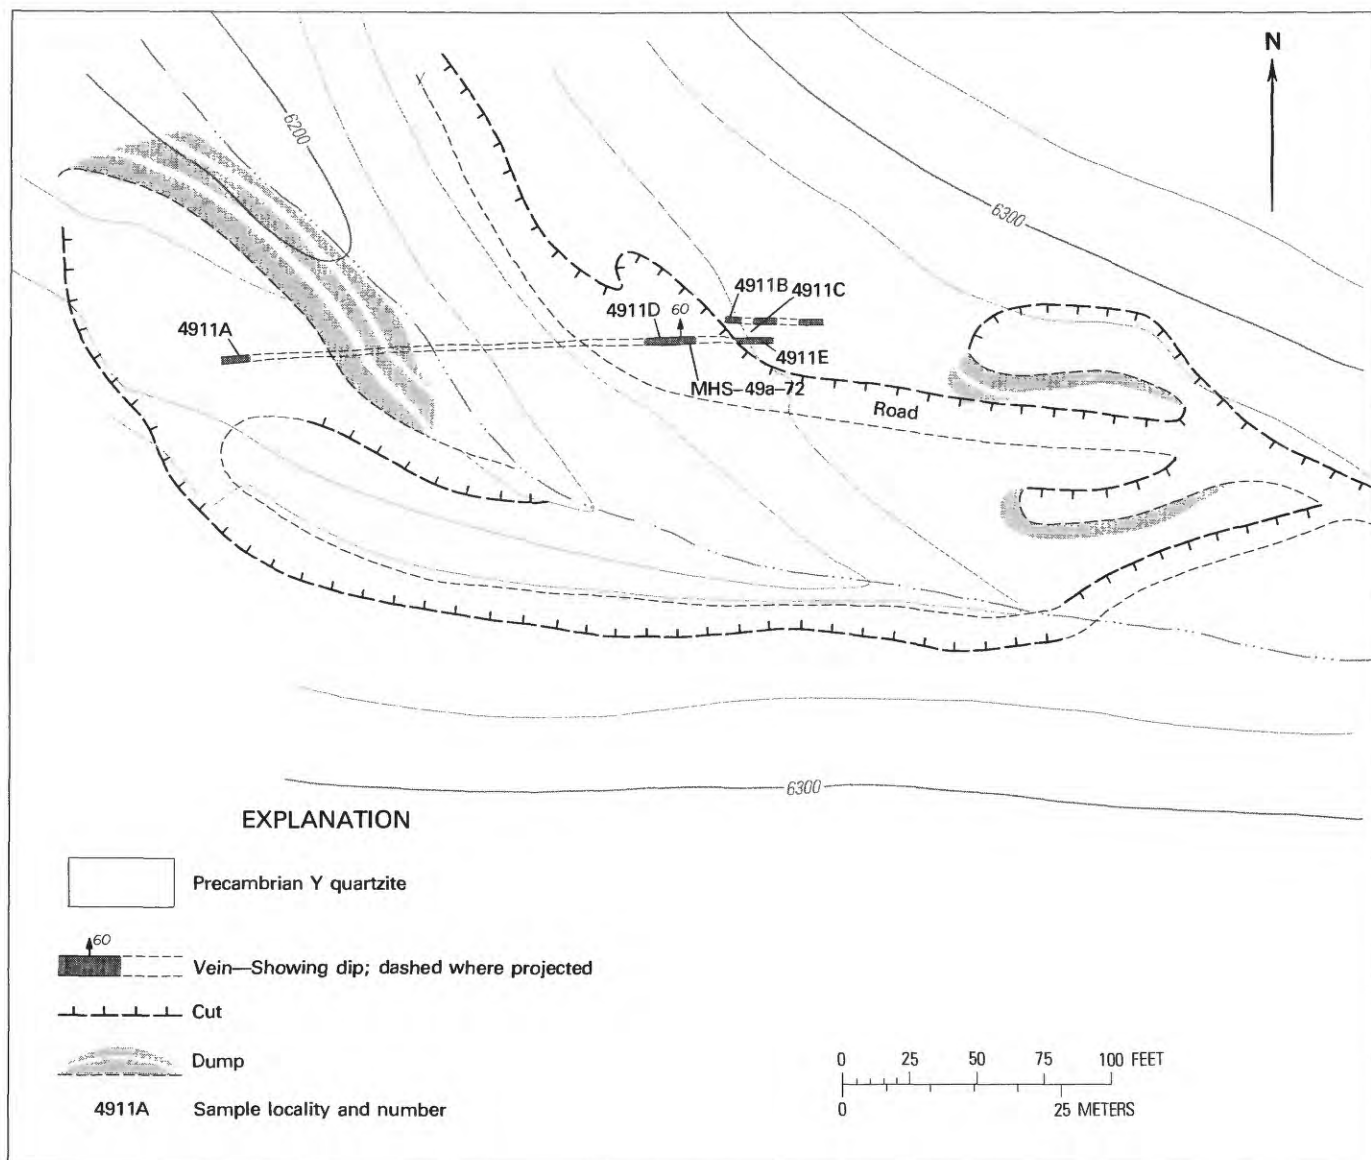 N
6200
6300
4911B
4911C
4911D
60
4911A
4911E
MHS-49a-72
Road
6300
EXPLANATION
Precambrian Y quartzite
60
Vein—Showing dip; dashed where projected
Cut
Dump
4911A
Sample locality and number
0 25 50 75 100 FEET
0 25 METERS